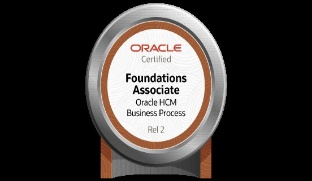 ORACLE
Certified
Foundations
Associate
Oracle HCM
Business Process
Rel 2